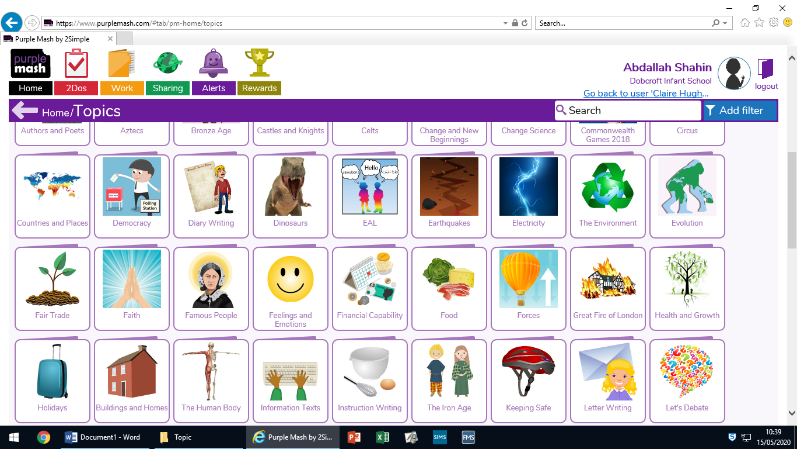 https://www.purplemash.com/#tab/pm-home/topics
Search...
Purple Mash by 2Simple
purple mash
Home
2Dos
Work
Sharing
Alerts
Rewards
Abdallah Shahin
Dobcroft Infant School
Go back to user 'Claire Hugh...
logout
Home/Topics
Search
Add filter
Authors and Poets
Aztecs
Bronze Age
Castles and Knights
Celts
Change and New
Beginnings
Change Science
Commonwealth
Games 2018
Circus
Countries and Places
Polling
Station
Democracy
Diary Writing
Dinosaurs
Hello
EAL
Earthquakes
Electricity
The Environment
Evolution
Fair Trade
Faith
Famous People
Feelings and
Emotions
Financial Capability
Food
Forces
Great Fire of London
Health and Growth
Holidays
Buildings and Homes
The Human Body
Information Texts
Instruction Writing
The Iron Age
Keeping Safe
Letter Writing
Let's Debate
Document1 - Word
Topic
Purple Mash by 2Si...
SIMS
FMS
10:39
15/05/2020